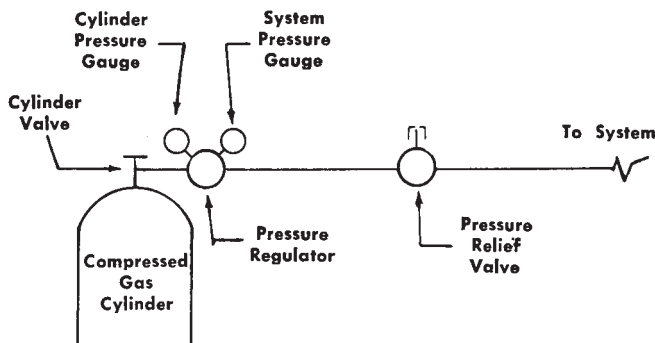 Cylinder
Pressure
Gauge
System
Pressure
Gauge
Cylinder
Valve
To System
Pressure
Regulator
Pressure
Relief
Valve
Compressed
Gas
Cylinder